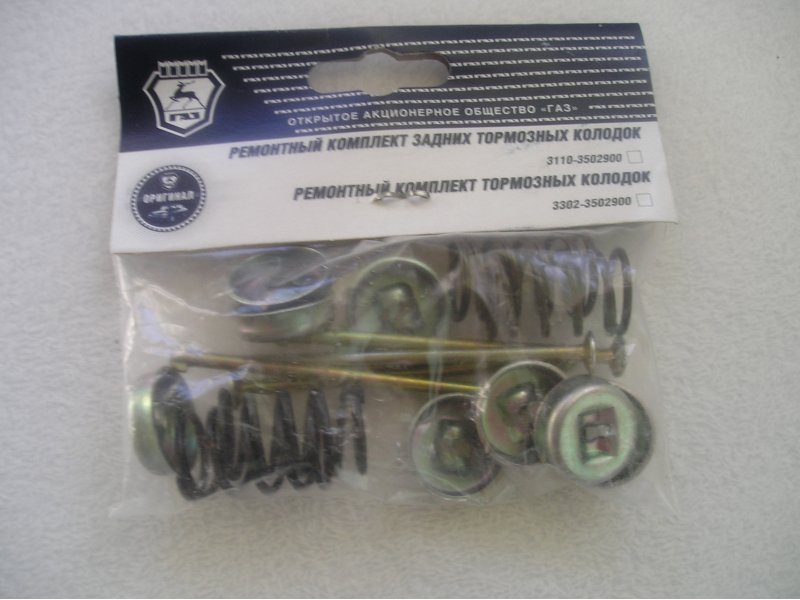 ГАЗ
ОТКРЫТОЕ АКЦИОНЕРНОЕ ОБЩЕСТВО «ГАЗ»
РЕМОНТНЫЙ КОМПЛЕКТ ЗАДНИХ ТОРМОЗНЫХ КОЛОДОК
3110-3502900
ОРИГИНАЛ
РЕМОНТНЫЙ КОМПЛЕКТ ТОРМОЗНЫХ КОЛОДОК
3302-3502900